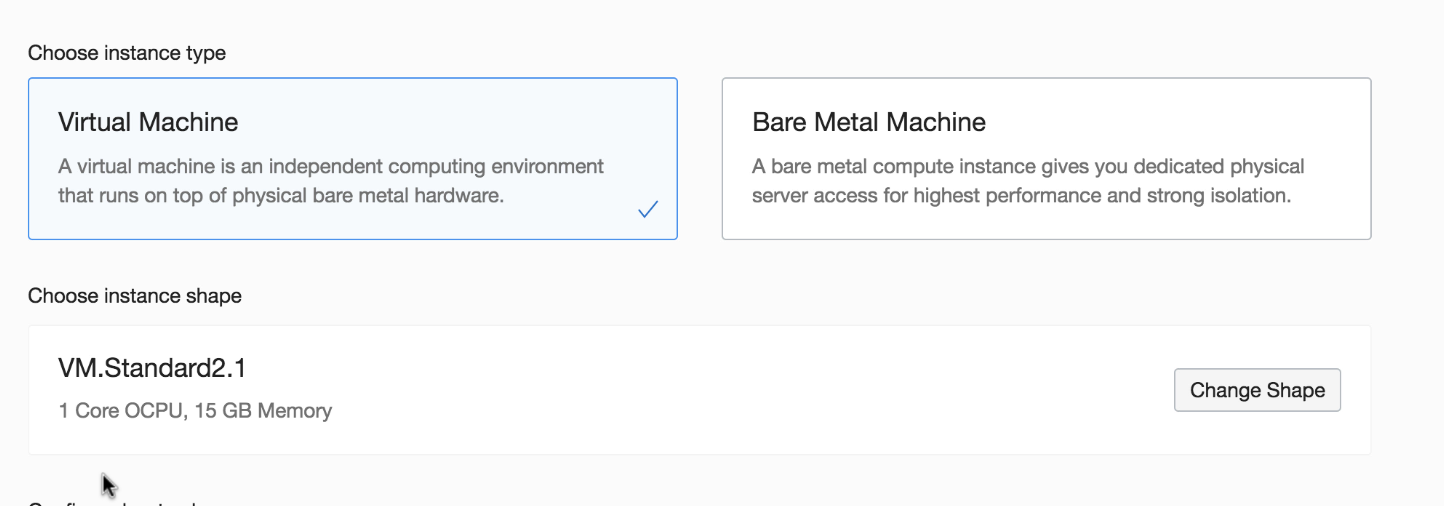 Choose instance type
Virtual Machine
A virtual machine is an independent computing environment
that runs on top of physical bare metal hardware.
Bare Metal Machine
A bare metal compute instance gives you dedicated physical
server access for highest performance and strong isolation.
Choose instance shape
VM.Standard2.1
1 Core OCPU, 15 GB Memory
Change Shape